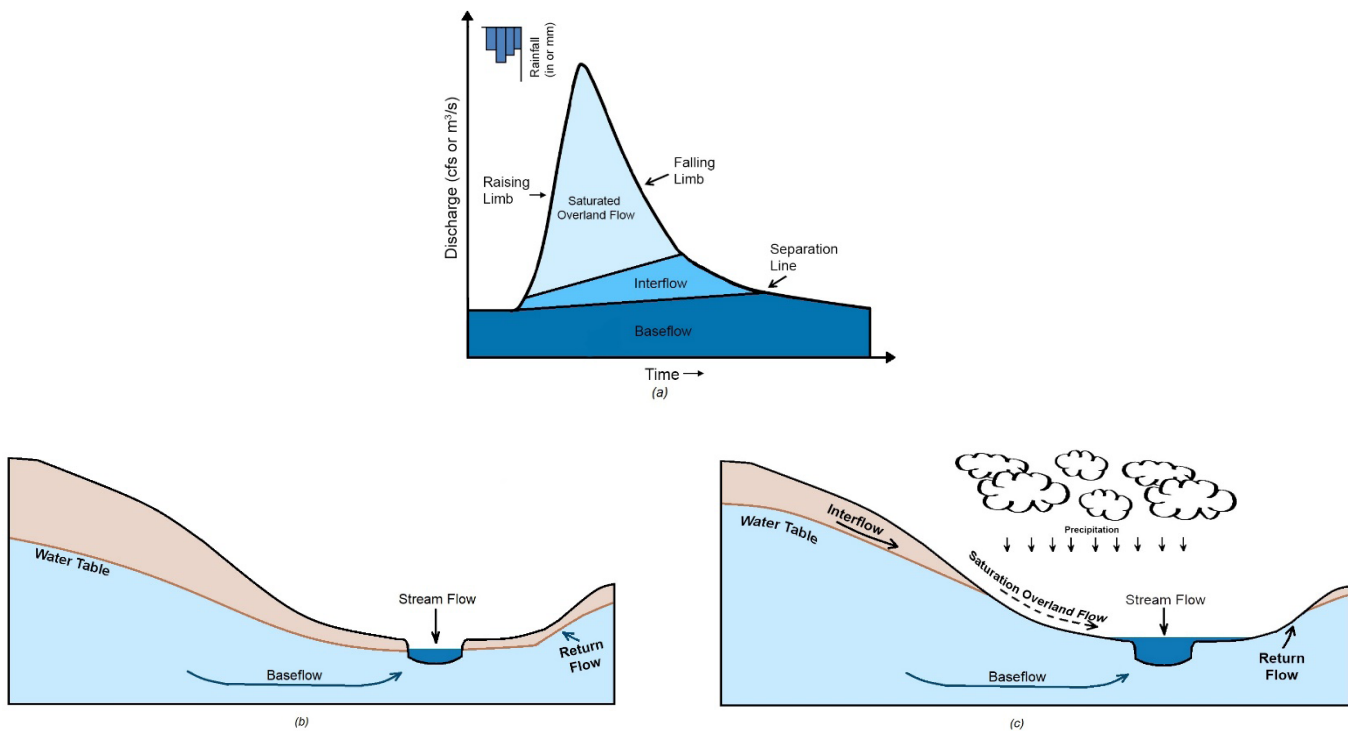 Rainfall
(in or mm)
Discharge (cfs or m³/s)
Raising
Limb
Falling
Limb
Saturated
Overland Flow
Separation
Line
Interflow
Baseflow
Time
(a)
Water Table
Stream Flow
Return
Flow
Baseflow
(b)
Precipitation
Interflow
Water Table
Saturation Overland Flow
Stream Flow
Return
Flow
Baseflow
(c)